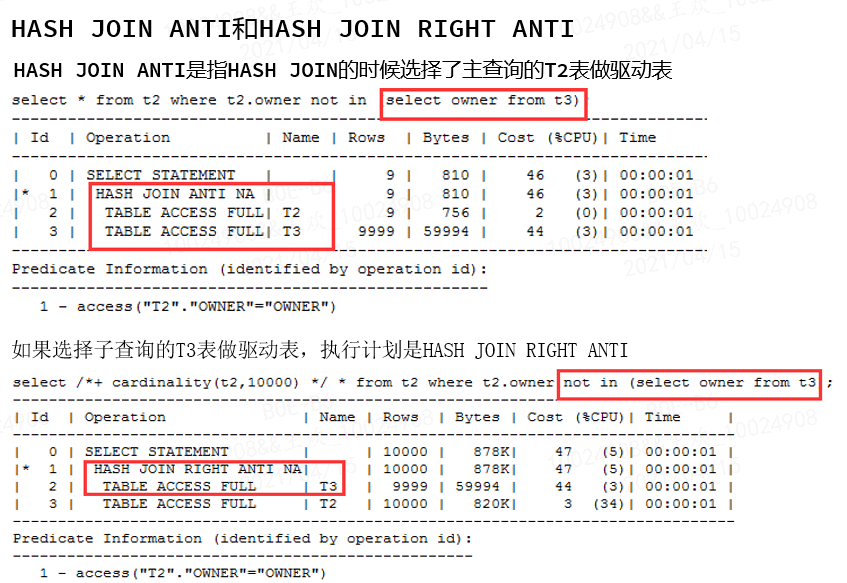 HASH JOIN ANTI和HASH JOIN RIGHT ANTI
HASH JOIN ANTI是指HASH JOIN的时候选择了主查询的T2表做驱动表
select * from t2 where t2.owner not in (select owner from t3)
---------------------------------------------------------------------------
| Id | Operation | Name | Rows | Bytes | Cost (%CPU)| Time
---------------------------------------------------------------------------
| 0 | SELECT STATEMENT | | 9 | 810 | 46 (3)| 00:00:01
|* 1 | HASH JOIN ANTI NA | | 9 | 810 | 46 (3)| 00:00:01
| 2 | TABLE ACCESS FULL| T2 | 9 | 756 | 2 (0)| 00:00:01
| 3 | TABLE ACCESS FULL| T3 | 9999 | 59994 | 44 (3)| 00:00:01
---------------------------------------------------------------------------
Predicate Information (identified by operation id):
---------------------------------------------------
1 - access("T2"."OWNER"="OWNER")
如果选择子查询的T3表做驱动表，执行计划是HASH JOIN RIGHT ANTI
select /*+ cardinality(t2,10000) */ * from t2 where t2.owner not in (select owner from t3 ;
------------------------------------------------------------------------------
| Id | Operation | Name | Rows | Bytes | Cost (%CPU)| Time |
------------------------------------------------------------------------------
| 0 | SELECT STATEMENT | | 10000 | 878K| 47 (5)| 00:00:01 |
|* 1 | HASH JOIN RIGHT ANTI NA| | 10000 | 878K| 47 (5)| 00:00:01 |
| 2 | TABLE ACCESS FULL | T3 | 9999 | 59994 | 44 (3)| 00:00:01 |
| 3 | TABLE ACCESS FULL | T2 | 10000 | 820K| 3 (34)| 00:00:01 |
------------------------------------------------------------------------------
Predicate Information (identified by operation id):
---------------------------------------------------
1 - access("T2"."OWNER"="OWNER")